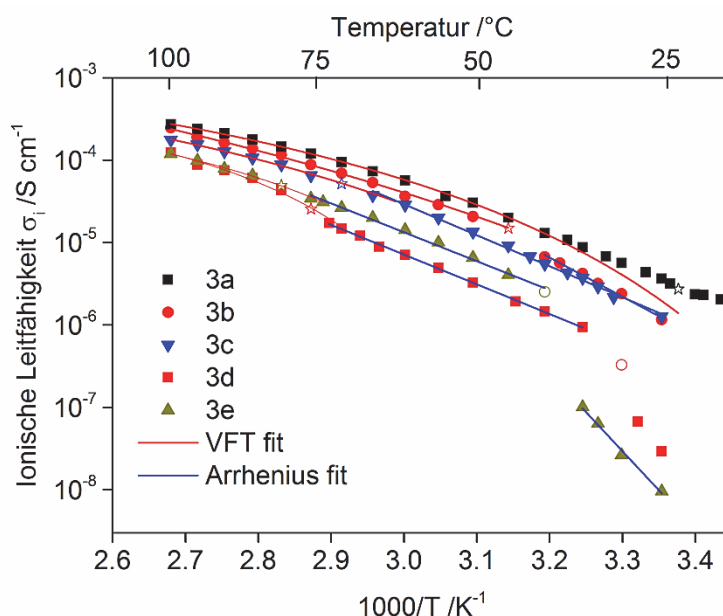 Temperatur /°C
100 75 50 25
10⁻³
10⁻⁴
10⁻⁵
10⁻⁶
10⁻⁷
10⁻⁸
Ionische Leitfähigkeit σᵢ /S cm⁻¹
3a
3b
3c
3d
3e
VFT fit
Arrhenius fit
2.6 2.7 2.8 2.9 3.0 3.1 3.2 3.3 3.4
1000/T /K⁻¹